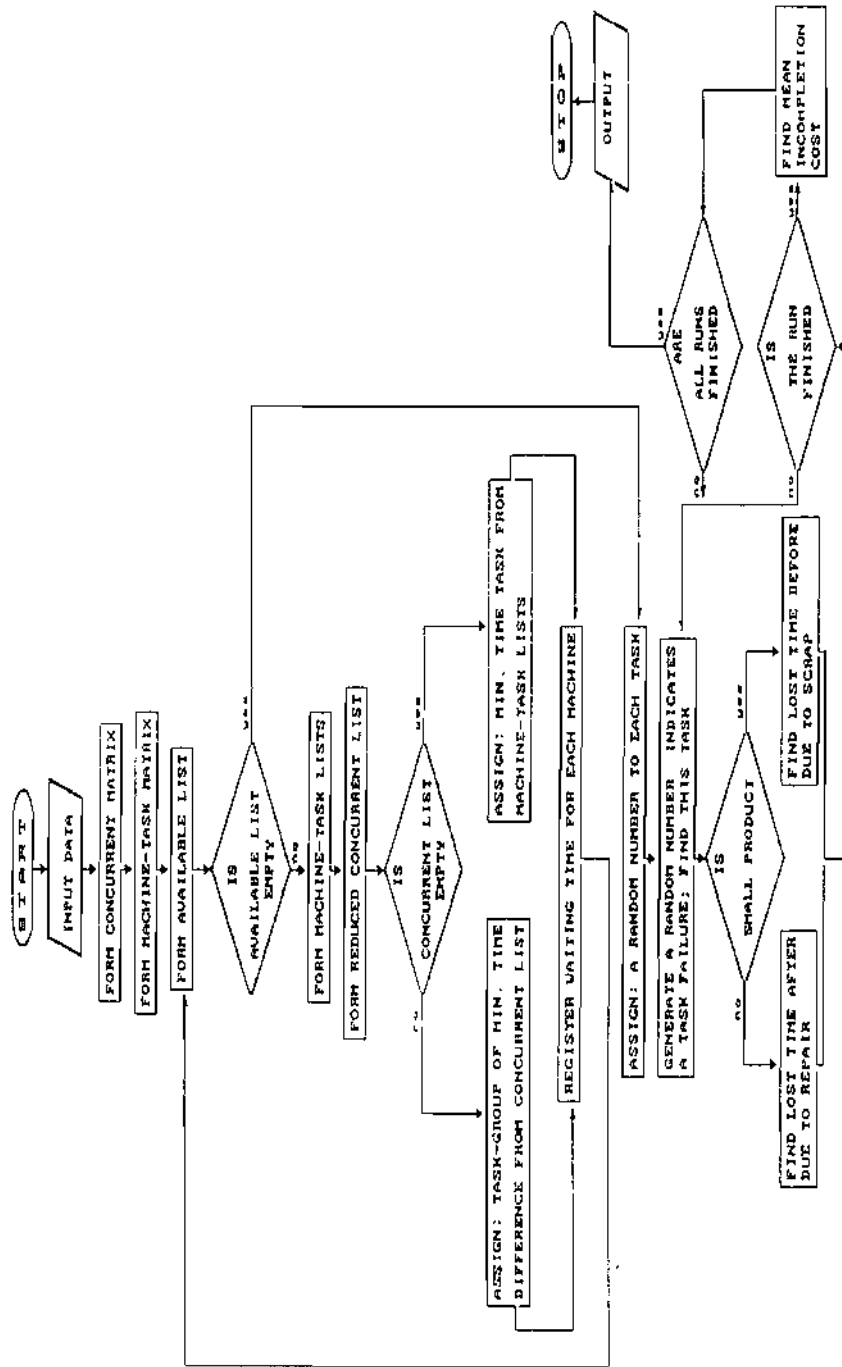 START
INPUT DATA
FORM CONCURRENT MATRIX
FORM MACHINE-TASK MATRIX
FORM AVAILABLE LIST
IS
AVAILABLE LIST
EMPTY
YES
NO
FORM MACHINE-TASK LISTS
FORM REDUCED CONCURRENT LIST
IS
CONCURRENT LIST
EMPTY
NO
YES
ASSIGN: TASK-GROUP OF MIN. TIME
DIFFERENCE FROM CONCURRENT LIST
ASSIGN: MIN. TIME TASK FROM
MACHINE-TASK LISTS
REGISTER WAITING TIME FOR EACH MACHINE
ASSIGN: A RANDOM NUMBER TO EACH TASK
GENERATE A RANDOM NUMBER INDICATES
A TASK FAILURE; FIND THIS TASK
IS
SMALL PRODUCT
NO
YES
FIND LOST TIME AFTER
DUE TO REPAIR
FIND LOST TIME BEFORE
DUE TO SCRAP
IS
THE RUN
FINISHED
NO
YES
FIND MEAN
INCOMPLETION
COST
ARE
ALL RUNS
FINISHED
NO
YES
OUTPUT
STOP